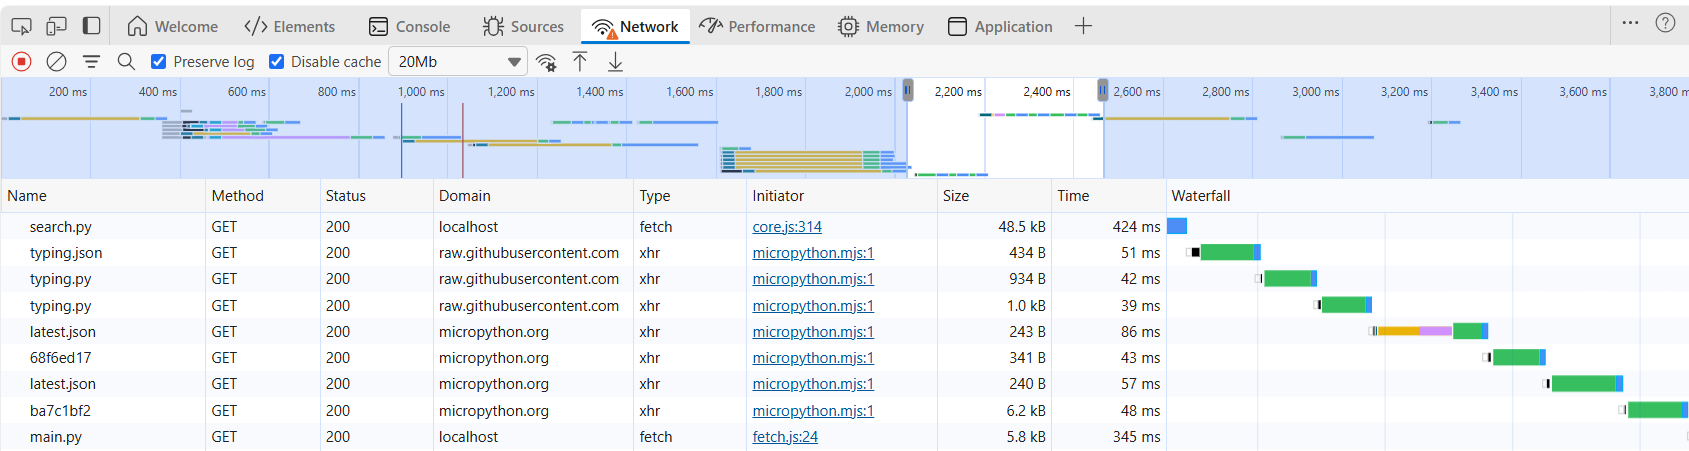 Welcome Elements Console Sources Network Performance Memory Application
Preserve log Disable cache 20Mb
200 ms 400 ms 600 ms 800 ms 1,000 ms 1,200 ms 1,400 ms 1,600 ms 1,800 ms 2,000 ms 2,200 ms 2,400 ms 2,600 ms 2,800 ms 3,000 ms 3,200 ms 3,400 ms 3,600 ms 3,800 m
Name Method Status Domain Type Initiator Size Time Waterfall
search.py GET 200 localhost fetch core.js:314 48.5 kB 424 ms
typing.json GET 200 raw.githubusercontent.com xhr micropython.mjs:1 434 B 51 ms
typing.py GET 200 raw.githubusercontent.com xhr micropython.mjs:1 934 B 42 ms
typing.py GET 200 raw.githubusercontent.com xhr micropython.mjs:1 1.0 kB 39 ms
latest.json GET 200 micropython.org xhr micropython.mjs:1 243 B 86 ms
68f6ed17 GET 200 micropython.org xhr micropython.mjs:1 341 B 43 ms
latest.json GET 200 micropython.org xhr micropython.mjs:1 240 B 57 ms
ba7c1bf2 GET 200 micropython.org xhr micropython.mjs:1 6.2 kB 48 ms
main.py GET 200 localhost fetch fetch.js:24 5.8 kB 345 ms